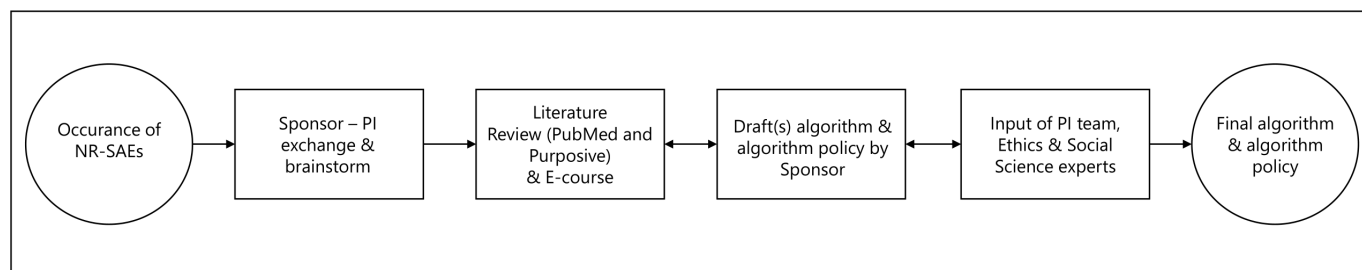 Occurance of
NR-SAEs
Sponsor – PI
exchange &
brainstorm
Literature
Review (PubMed and
Purposive)
& E-course
Draft(s) algorithm &
algorithm policy by
Sponsor
Input of PI team,
Ethics & Social
Science experts
Final algorithm
& algorithm
policy